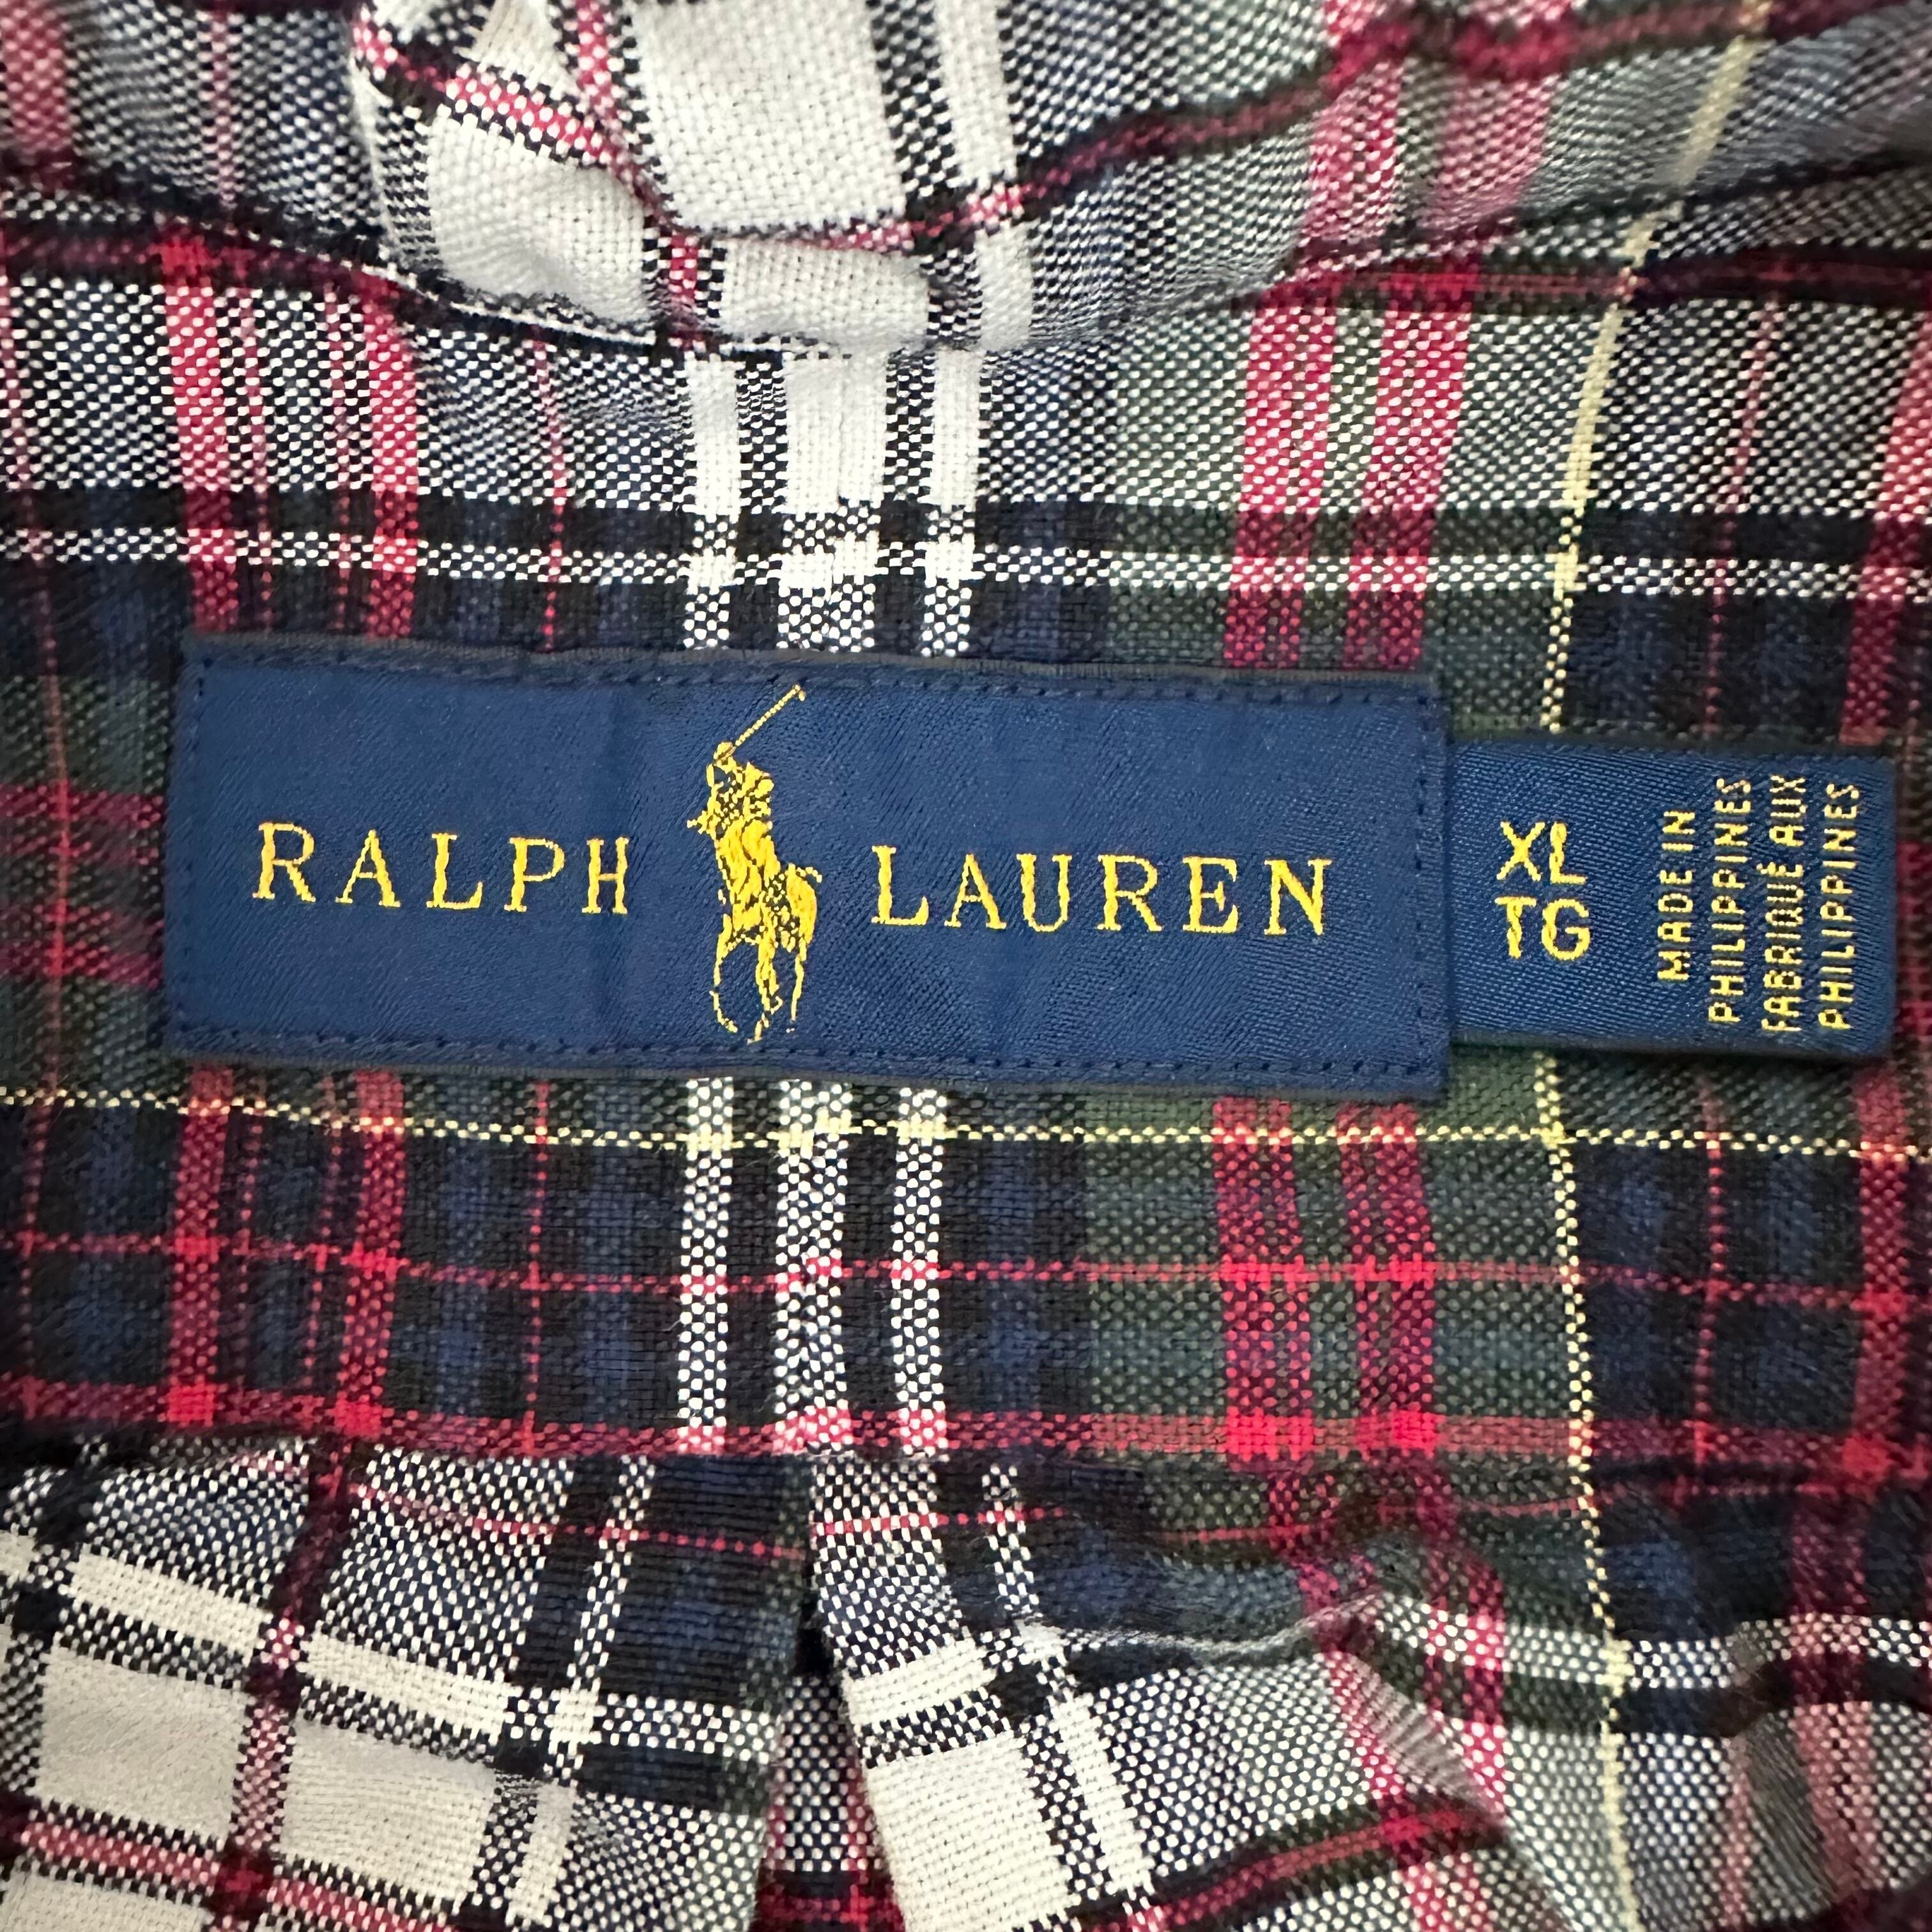 RALPH LAUREN
XL
TG
MADE IN
PHILIPPINES
FABRIQUÉ AUX
PHILIPPINES